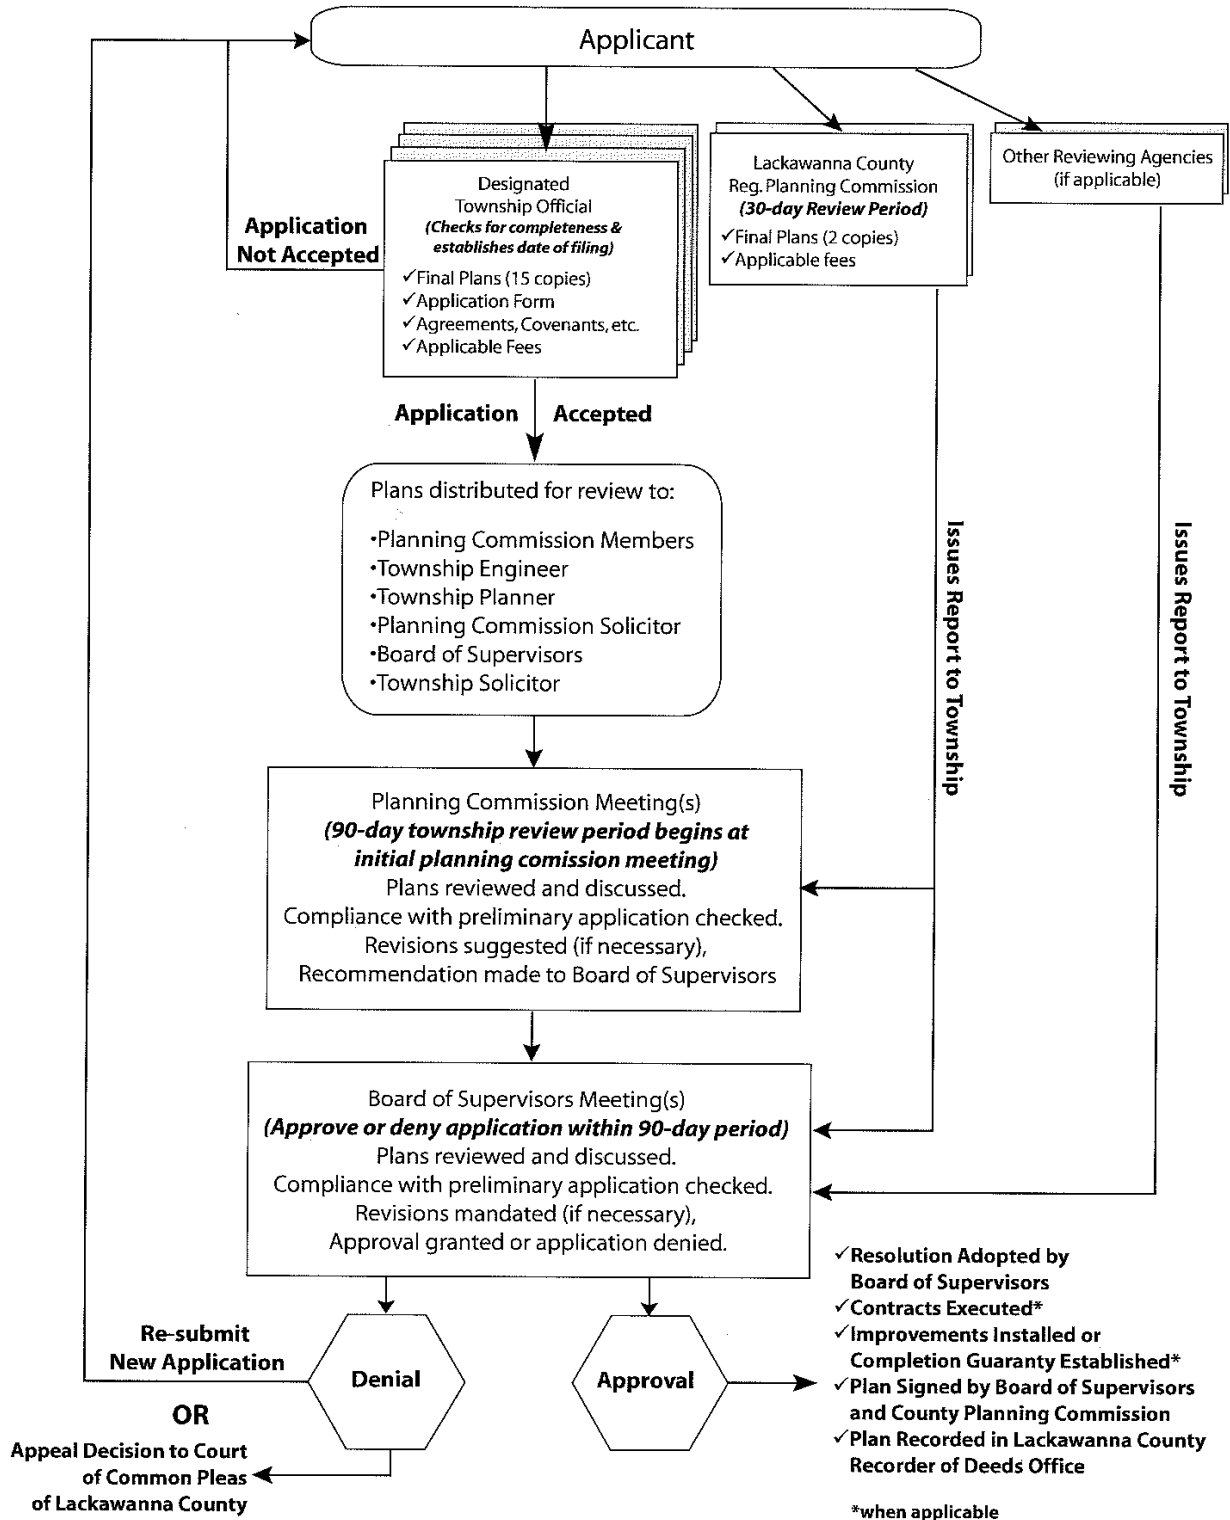 Applicant
Designated
Township Official
(Checks for completeness &
establishes date of filing)
✓Final Plans (15 copies)
✓Application Form
✓Agreements, Covenants, etc.
✓Applicable Fees
Lackawanna County
Reg. Planning Commission
(30-day Review Period)
✓Final Plans (2 copies)
✓Applicable fees
Other Reviewing Agencies
(if applicable)
Application
Not Accepted
Application Accepted
Plans distributed for review to:
•Planning Commission Members
•Township Engineer
•Township Planner
•Planning Commission Solicitor
•Board of Supervisors
•Township Solicitor
Issues Report to Township
Issues Report to Township
Planning Commission Meeting(s)
(90-day township review period begins at
initial planning comission meeting)
Plans reviewed and discussed.
Compliance with preliminary application checked.
Revisions suggested (if necessary),
Recommendation made to Board of Supervisors
Board of Supervisors Meeting(s)
(Approve or deny application within 90-day period)
Plans reviewed and discussed.
Compliance with preliminary application checked.
Revisions mandated (if necessary),
Approval granted or application denied.
Re-submit
New Application
Denial
OR
Appeal Decision to Court
of Common Pleas
of Lackawanna County
Approval
✓Resolution Adopted by
Board of Supervisors
✓Contracts Executed*
✓Improvements Installed or
Completion Guaranty Established*
✓Plan Signed by Board of Supervisors
and County Planning Commission
✓Plan Recorded in Lackawanna County
Recorder of Deeds Office
*when applicable